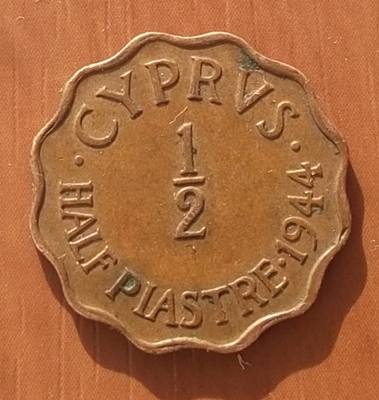 · CYPRVS ·
1
2
HALF PIASTRE · 1944